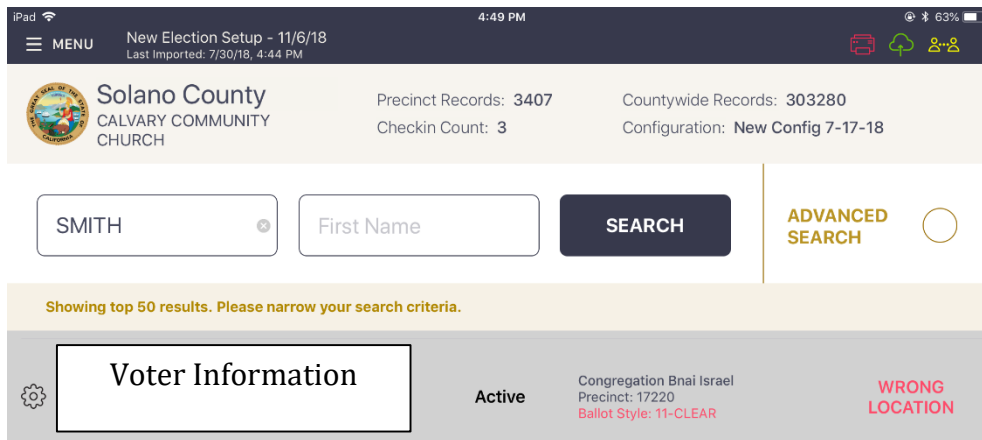 iPad 4:49 PM 63%
MENU New Election Setup - 11/6/18
Last Imported: 7/30/18, 4:44 PM
Solano County
CALVARY COMMUNITY
CHURCH
Precinct Records: 3407
Checkin Count: 3
Countywide Records: 303280
Configuration: New Config 7-17-18
SMITH
First Name
SEARCH
ADVANCED
SEARCH
Showing top 50 results. Please narrow your search criteria.
Voter Information
Active
Congregation Bnai Israel
Precinct: 17220
Ballot Style: 11-CLEAR
WRONG
LOCATION